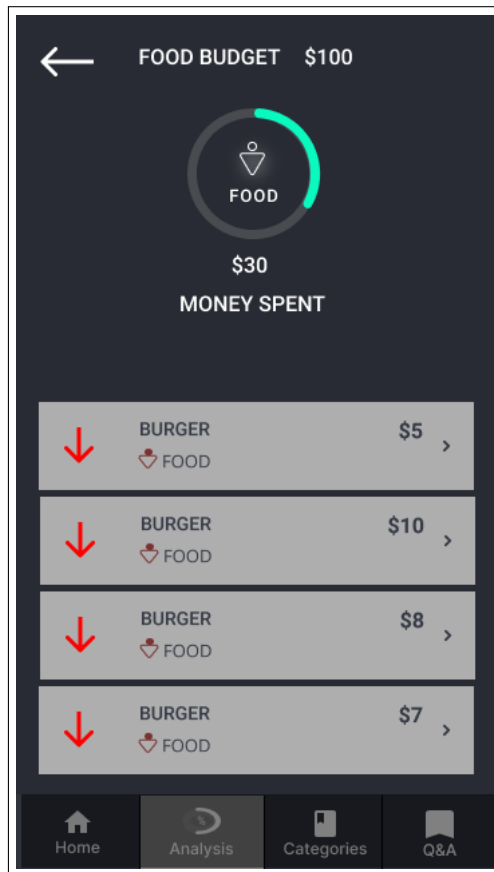 FOOD BUDGET $100
FOOD
$30
MONEY SPENT
BURGER $5
FOOD
BURGER $10
FOOD
BURGER $8
FOOD
BURGER $7
FOOD
Home Analysis Categories Q&A